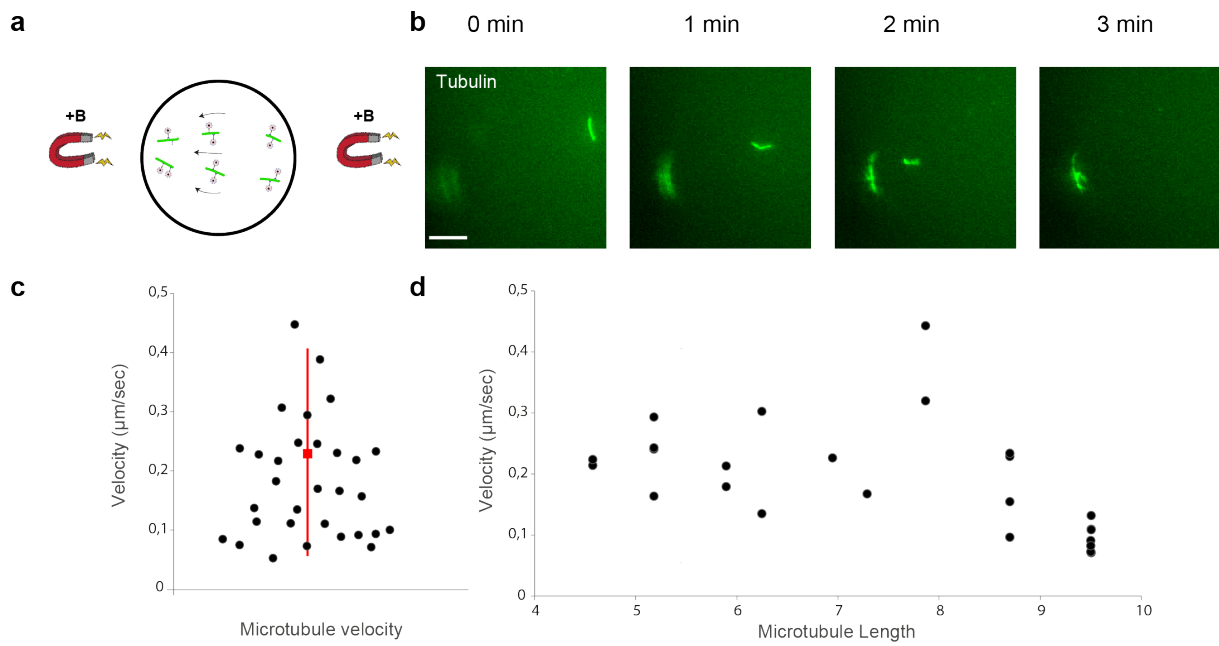 a
+B
+B
b
0 min
1 min
2 min
3 min
Tubulin
c
Velocity (µm/sec)
0,5
0,4
0,3
0,2
0,1
0
Microtubule velocity
d
Velocity (µm/sec)
0,5
0,4
0,3
0,2
0,1
0
4
5
6
7
8
9
10
Microtubule Length